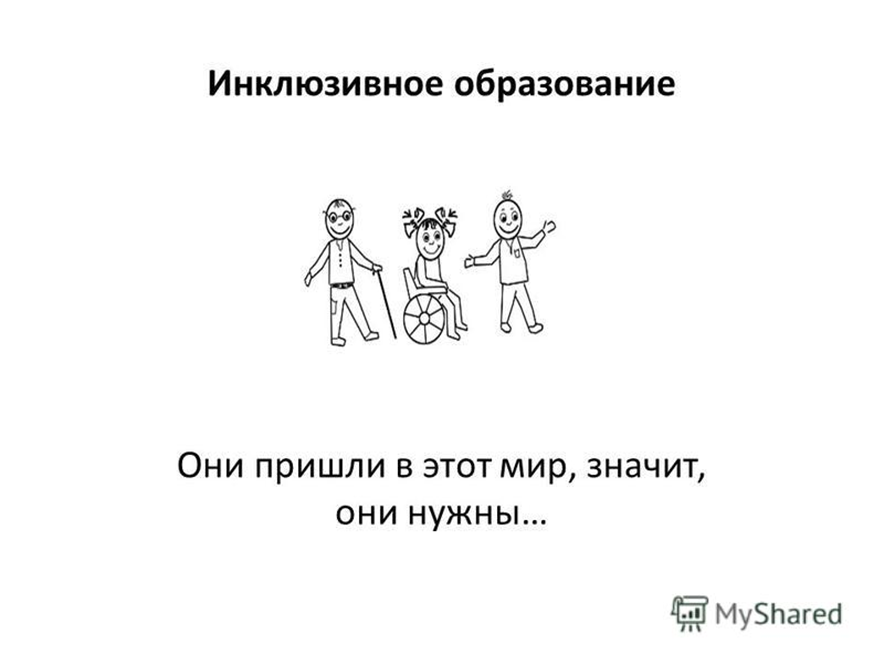 Инклюзивное образование
Они пришли в этот мир, значит,
они нужны…
MyShared